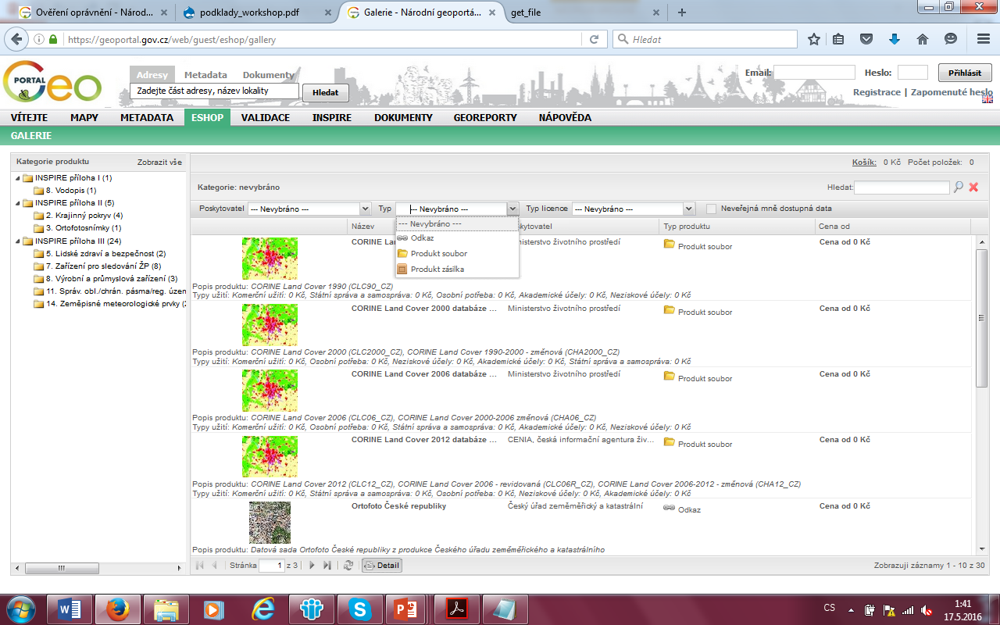 Ověření oprávnění - Národ... × podklady_workshop.pdf × Galerie - Národní geoportá... × get_file × +
https://geoportal.gov.cz/web/guest/eshop/gallery Hledat
PORTAL Geo
Adresy Metadata Dokumenty
Zadejte část adresy, název lokality Hledat
Email: Heslo: Přihlásit
Registrace | Zapomenuté heslo
VÍTEJTE MAPY METADATA ESHOP VALIDACE INSPIRE DOKUMENTY GEOREPORTY NÁPOVĚDA
GALERIE
Kategorie produktu Zobrazit vše
INSPIRE příloha I (1)
8. Vodopis (1)
INSPIRE příloha II (5)
2. Krajinný pokryv (4)
3. Ortofotosnímky (1)
INSPIRE příloha III (24)
5. Lidské zdraví a bezpečnost (2)
7. Zařízení pro sledování ŽP (8)
8. Výrobní a průmyslová zařízení (3)
11. Správ. obl./chrán. pásma/reg. územ
14. Zeměpisné meteorologické prvky (2
Košík: 0 Kč Počet položek: 0
Kategorie: nevybráno Hledat:
Poskytovatel --- Nevybráno --- Typ --- Nevybráno --- Typ licence --- Nevybráno --- Neveřejná mně dostupná data
--- Nevybráno ---
Odkaz
Produkt soubor
Produkt zásilka
Název skytovatel Typ produktu Cena od
CORINE La nisterstvo životního prostředí Produkt soubor Cena od 0 Kč
Popis produktu: CORINE Land Cover 1990 (CLC90_CZ)
Typy užití: Komerční užití: 0 Kč, Státní správa a samospráva: 0 Kč, Osobní potřeba: 0 Kč, Akademické účely: 0 Kč, Neziskové účely: 0 Kč
CORINE Land Cover 2000 databáze ... Ministerstvo životního prostředí Produkt soubor Cena od 0 Kč
Popis produktu: CORINE Land Cover 2000 (CLC2000_CZ), CORINE Land Cover 1990-2000 - změnová (CHA2000_CZ)
Typy užití: Komerční užití: 0 Kč, Osobní potřeba: 0 Kč, Neziskové účely: 0 Kč, Akademické účely: 0 Kč, Státní správa a samospráva: 0 Kč
CORINE Land Cover 2006 databáze ... Ministerstvo životního prostředí Produkt soubor Cena od 0 Kč
Popis produktu: CORINE Land Cover 2006 (CLC06_CZ), CORINE Land Cover 2000-2006 změnová (CHA06_CZ)
Typy užití: Komerční užití: 0 Kč, Osobní potřeba: 0 Kč, Státní správa a samospráva: 0 Kč, Akademické účely: 0 Kč, Neziskové účely: 0 Kč
CORINE Land Cover 2012 databáze ... CENIA, česká informační agentura živ... Produkt soubor Cena od 0 Kč
Popis produktu: CORINE Land Cover 2012 (CLC12_CZ), CORINE Land Cover 2006 - revidovaná (CLC06R_CZ), CORINE Land Cover 2006-2012 - změnová (CHA12_CZ)
Typy užití: Komerční užití: 0 Kč, Státní správa a samospráva: 0 Kč, Osobní potřeba: 0 Kč, Neziskové účely: 0 Kč, Akademické účely: 0 Kč
Ortofoto České republiky Český úřad zeměměřický a katastrální Odkaz Cena od 0 Kč
Popis produktu: Datová sada Ortofoto České republiky z produkce Českého úřadu zeměměřického a katastrálního
Stránka 1 z 3 Detail Zobrazuji záznamy 1 - 10 z 30
CS 1:41
17.5.2016